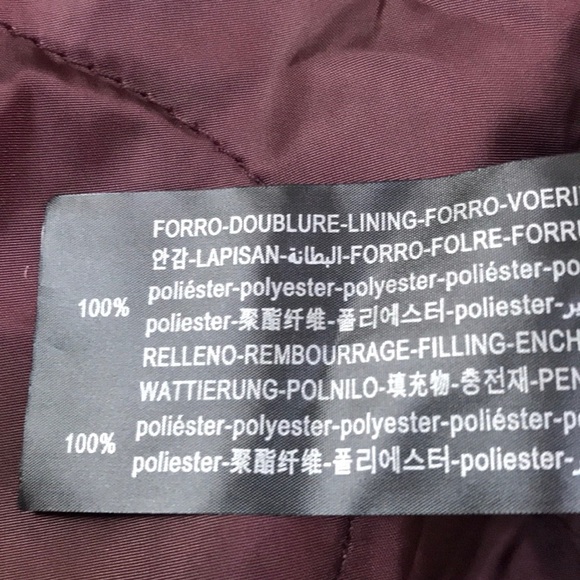 FORRO-DOUBLURE-LINING-FORRO-VOERI
안감-LAPISAN-البطانة-FORRO-FOLRE-FORR
100% poliéster-polyester-polyester-poliéster-po
poliester-聚酯纤维-폴리에스터-poliester-
RELLENO-REMBOURRAGE-FILLING-ENCH
WATTIERUNG-POLNILO-填充物-충전재-PEN
100% poliéster-polyester-polyester-poliéster-po
poliester-聚酯纤维-폴리에스터-poliester-